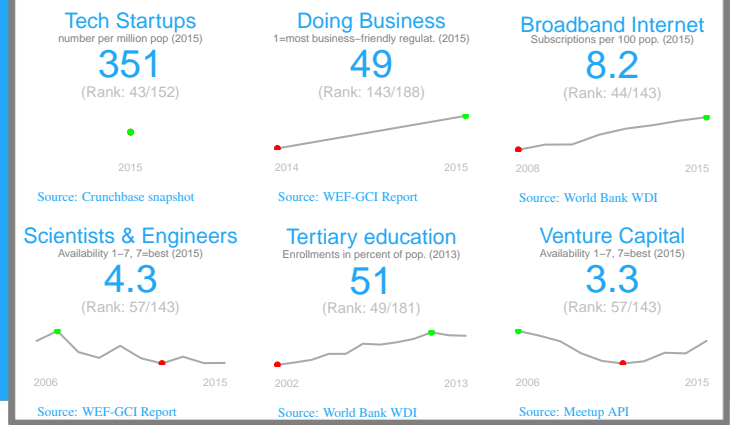 Tech Startups
number per million pop (2015)
351
(Rank: 43/152)
2015
Source: Crunchbase snapshot
Doing Business
1=most business−friendly regulat. (2015)
49
(Rank: 143/188)
2014 2015
Source: WEF-GCI Report
Broadband Internet
Subscriptions per 100 pop. (2015)
8.2
(Rank: 44/143)
2008 2015
Source: World Bank WDI
Scientists & Engineers
Availability 1−7, 7=best (2015)
4.3
(Rank: 57/143)
2006 2015
Source: WEF-GCI Report
Tertiary education
Enrollments in percent of pop. (2013)
51
(Rank: 49/181)
2002 2013
Source: World Bank WDI
Venture Capital
Availability 1−7, 7=best (2015)
3.3
(Rank: 57/143)
2006 2015
Source: Meetup API